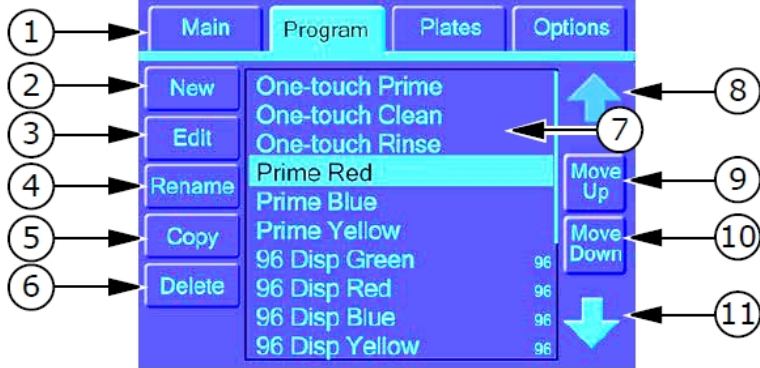 1
Main
Program
Plates
Options
2
New
3
Edit
4
Rename
5
Copy
6
Delete
One-touch Prime
One-touch Clean
One-touch Rinse
Prime Red
Prime Blue
Prime Yellow
96 Disp Green 96
96 Disp Red 96
96 Disp Blue 96
96 Disp Yellow 96
7
8
9
Move
Up
10
Move
Down
11